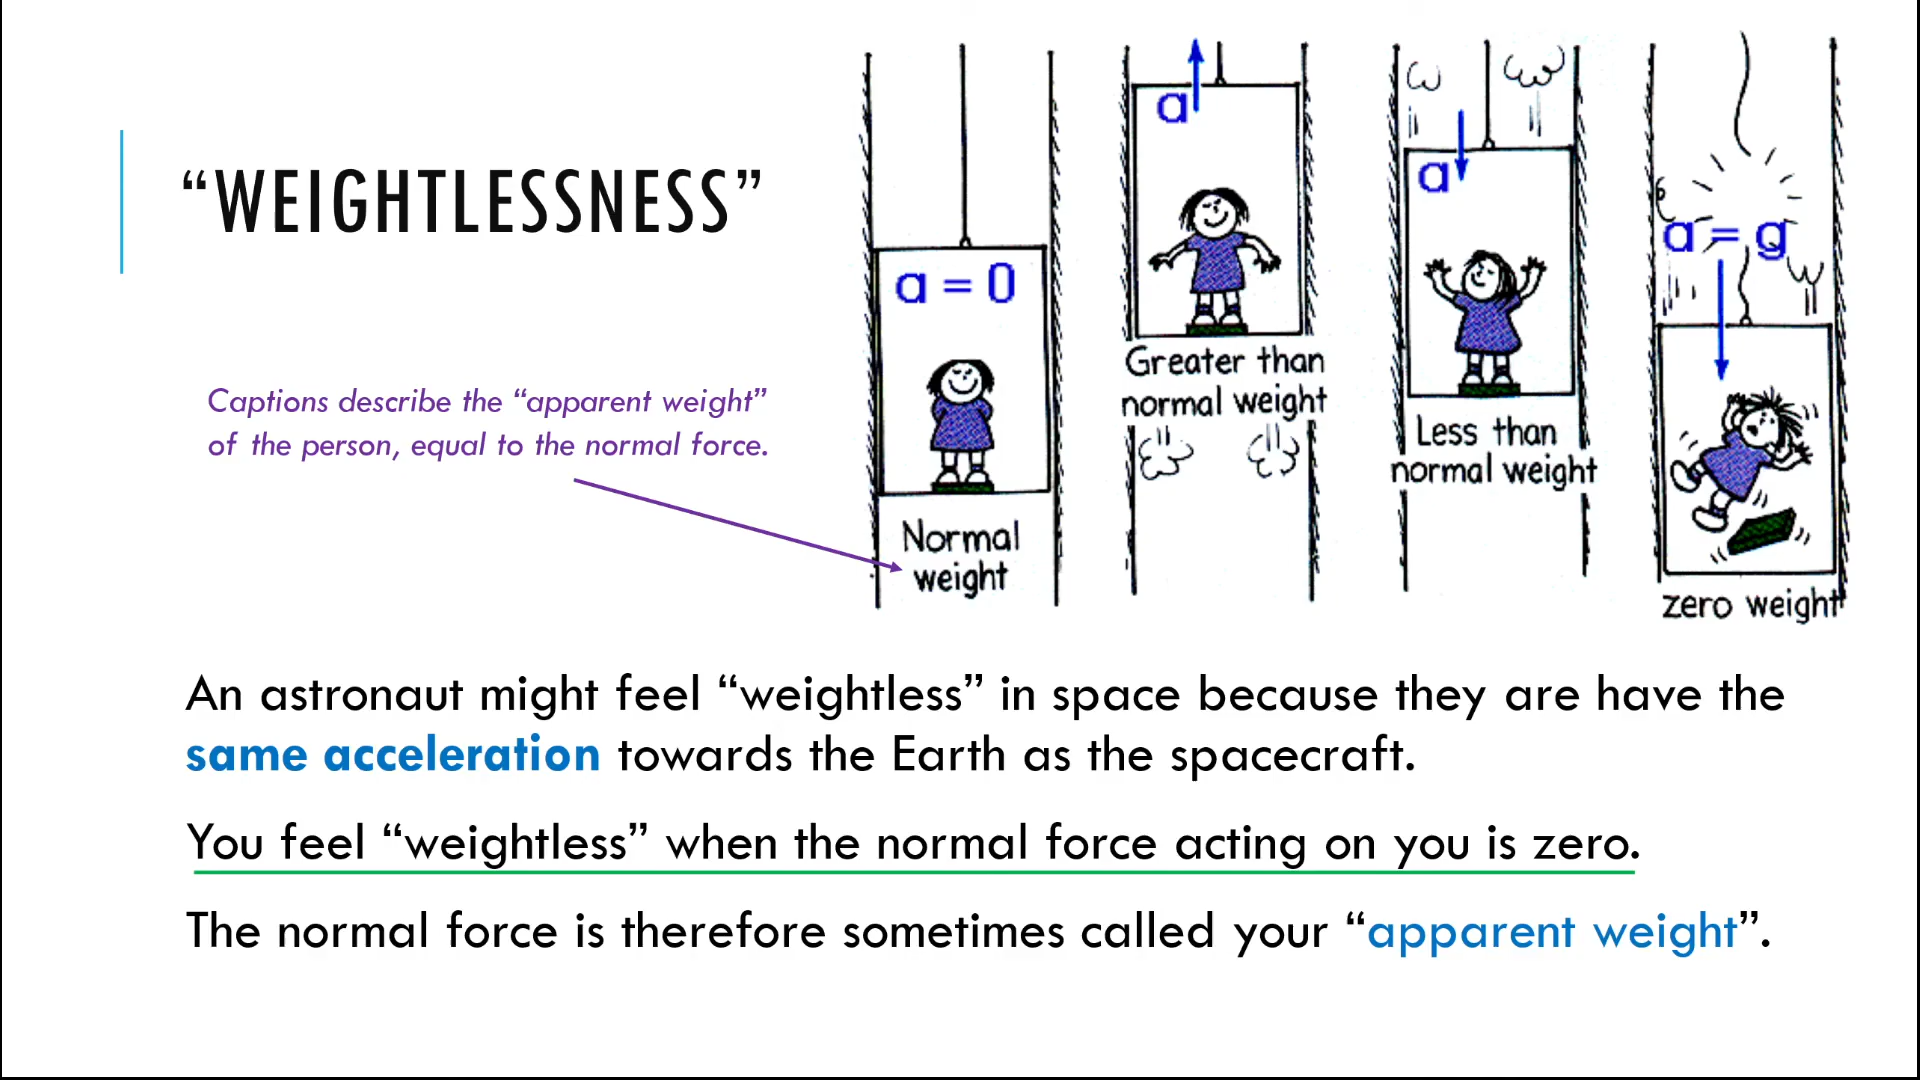 “WEIGHTLESSNESS”
Captions describe the “apparent weight”
of the person, equal to the normal force.
a = 0
Normal
weight
a
Greater than
normal weight
a
Less than
normal weight
a = g
zero weight
An astronaut might feel “weightless” in space because they are have the
same acceleration towards the Earth as the spacecraft.
You feel “weightless” when the normal force acting on you is zero.
The normal force is therefore sometimes called your “apparent weight”.